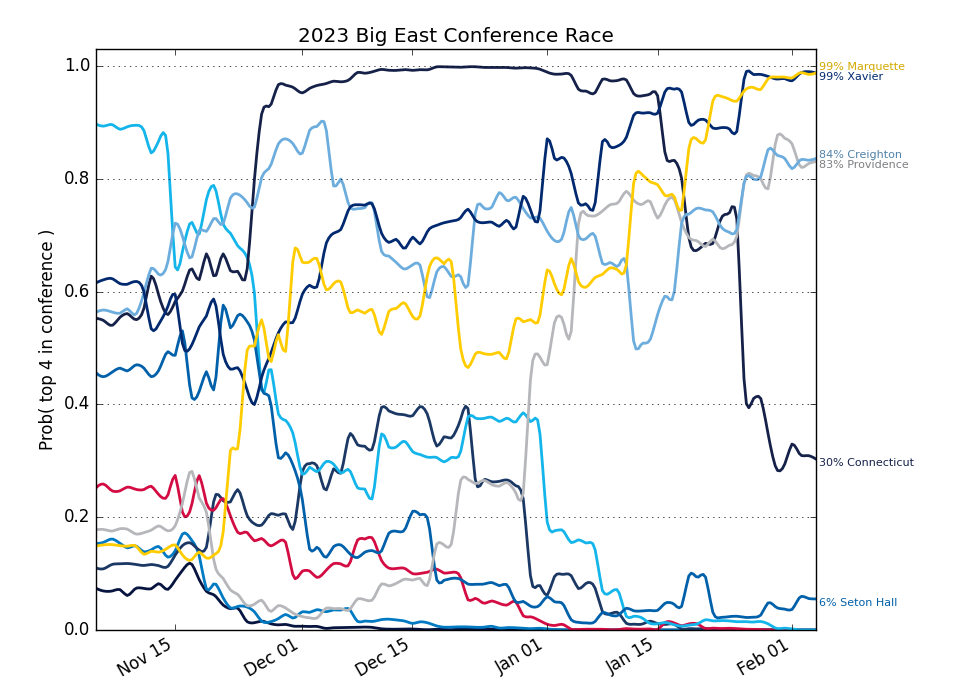 2023 Big East Conference Race
Prob( top 4 in conference )
1.0
0.8
0.6
0.4
0.2
0.0
Nov 15
Dec 01
Dec 15
Jan 01
Jan 15
Feb 01
99% Marquette
99% Xavier
84% Creighton
83% Providence
30% Connecticut
6% Seton Hall